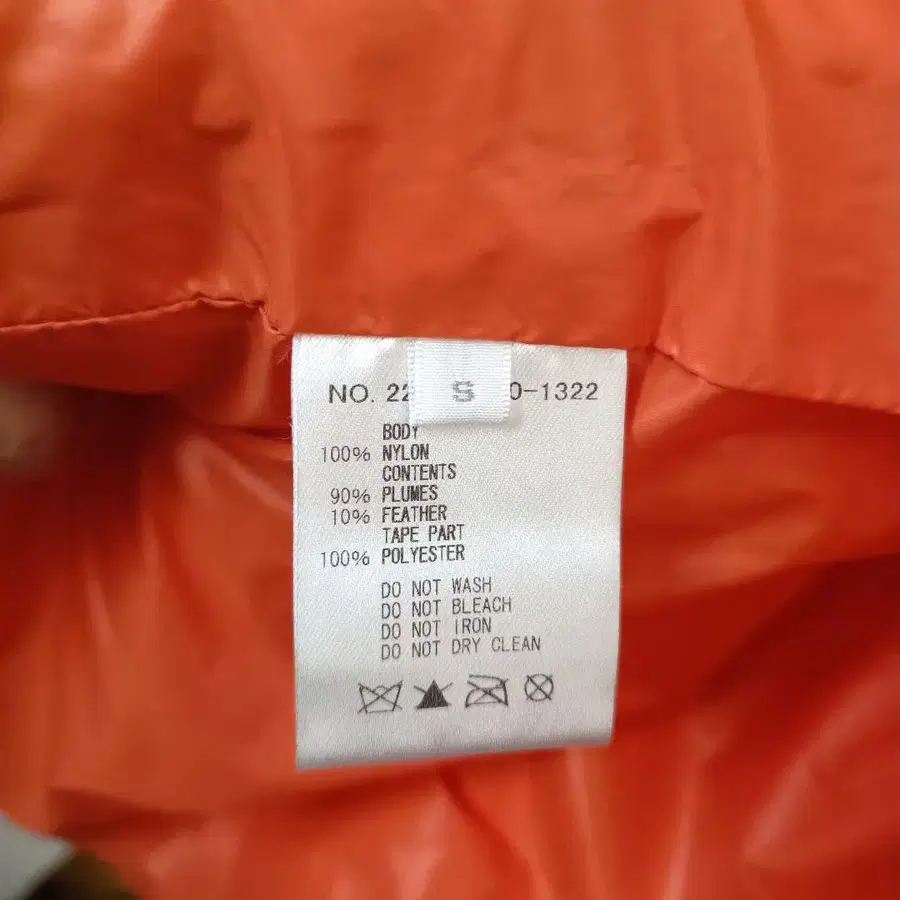 S
NO. 22 0-1322
BODY
100% NYLON
CONTENTS
90% PLUMES
10% FEATHER
TAPE PART
100% POLYESTER
DO NOT WASH
DO NOT BLEACH
DO NOT IRON
DO NOT DRY CLEAN